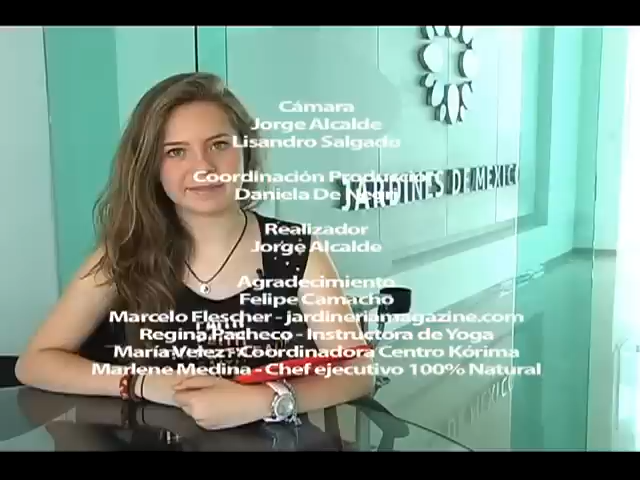 Cámara
Jorge Alcalde
Lisandro Salgado
Coordinación Producción
Daniela De
JARDINES DE MEXICO
Realizador
Jorge Alcalde
Agradecimiento
Felipe Camacho
Marcelo Flescher - jardineriamagazine.com
Regina Pacheco - Instructora de Yoga
María Velez - Coordinadora Centro Kórima
Marlene Medina - Chef ejecutivo 100% Natural